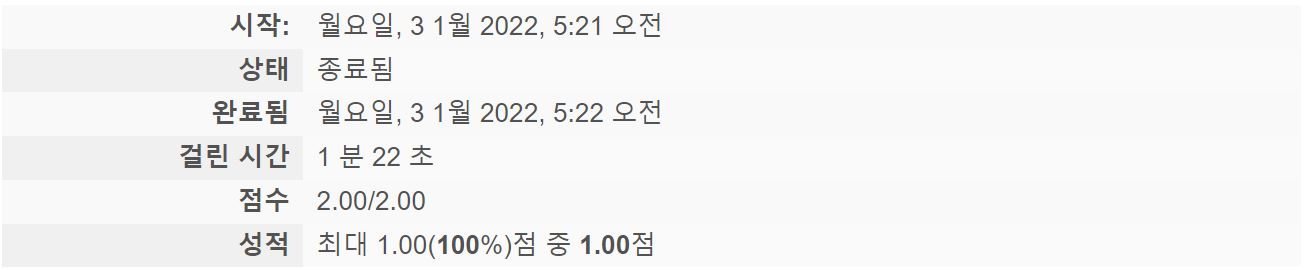 시작: 월요일, 3 1월 2022, 5:21 오전
상태 종료됨
완료됨 월요일, 3 1월 2022, 5:22 오전
걸린 시간 1 분 22 초
점수 2.00/2.00
성적 최대 1.00(100%)점 중 1.00점